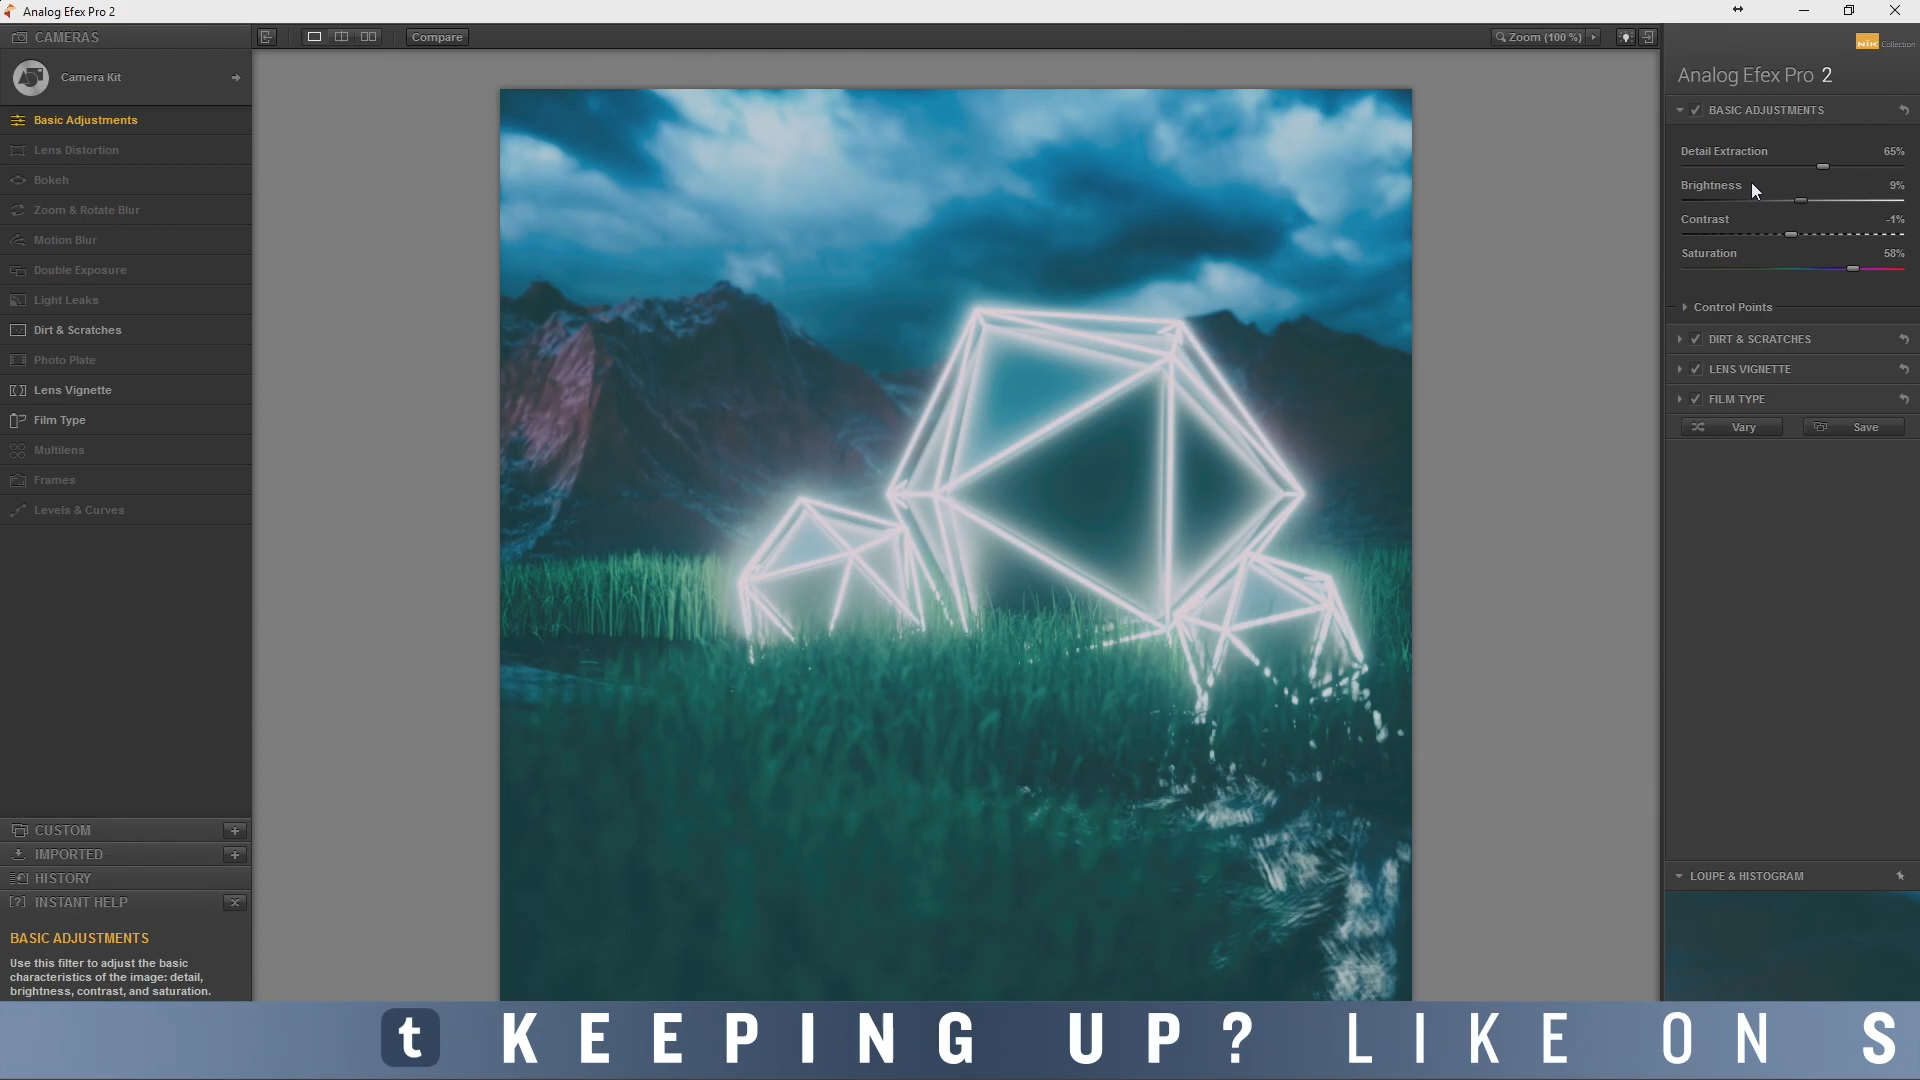 Analog Efex Pro 2
CAMERAS
Compare
Zoom (100 %)
Nik Collection
Camera Kit
Analog Efex Pro 2
Basic Adjustments
Lens Distortion
Bokeh
Zoom & Rotate Blur
Motion Blur
Double Exposure
Light Leaks
Dirt & Scratches
Photo Plate
Lens Vignette
Film Type
Multilens
Frames
Levels & Curves
BASIC ADJUSTMENTS
Detail Extraction 65%
Brightness 9%
Contrast -1%
Saturation 58%
Control Points
DIRT & SCRATCHES
LENS VIGNETTE
FILM TYPE
Vary Save
CUSTOM
IMPORTED
HISTORY
[?] INSTANT HELP
BASIC ADJUSTMENTS
Use this filter to adjust the basic
characteristics of the image: detail,
brightness, contrast, and saturation.
LOUPE & HISTOGRAM
t KEEPING UP? LIKE ON S